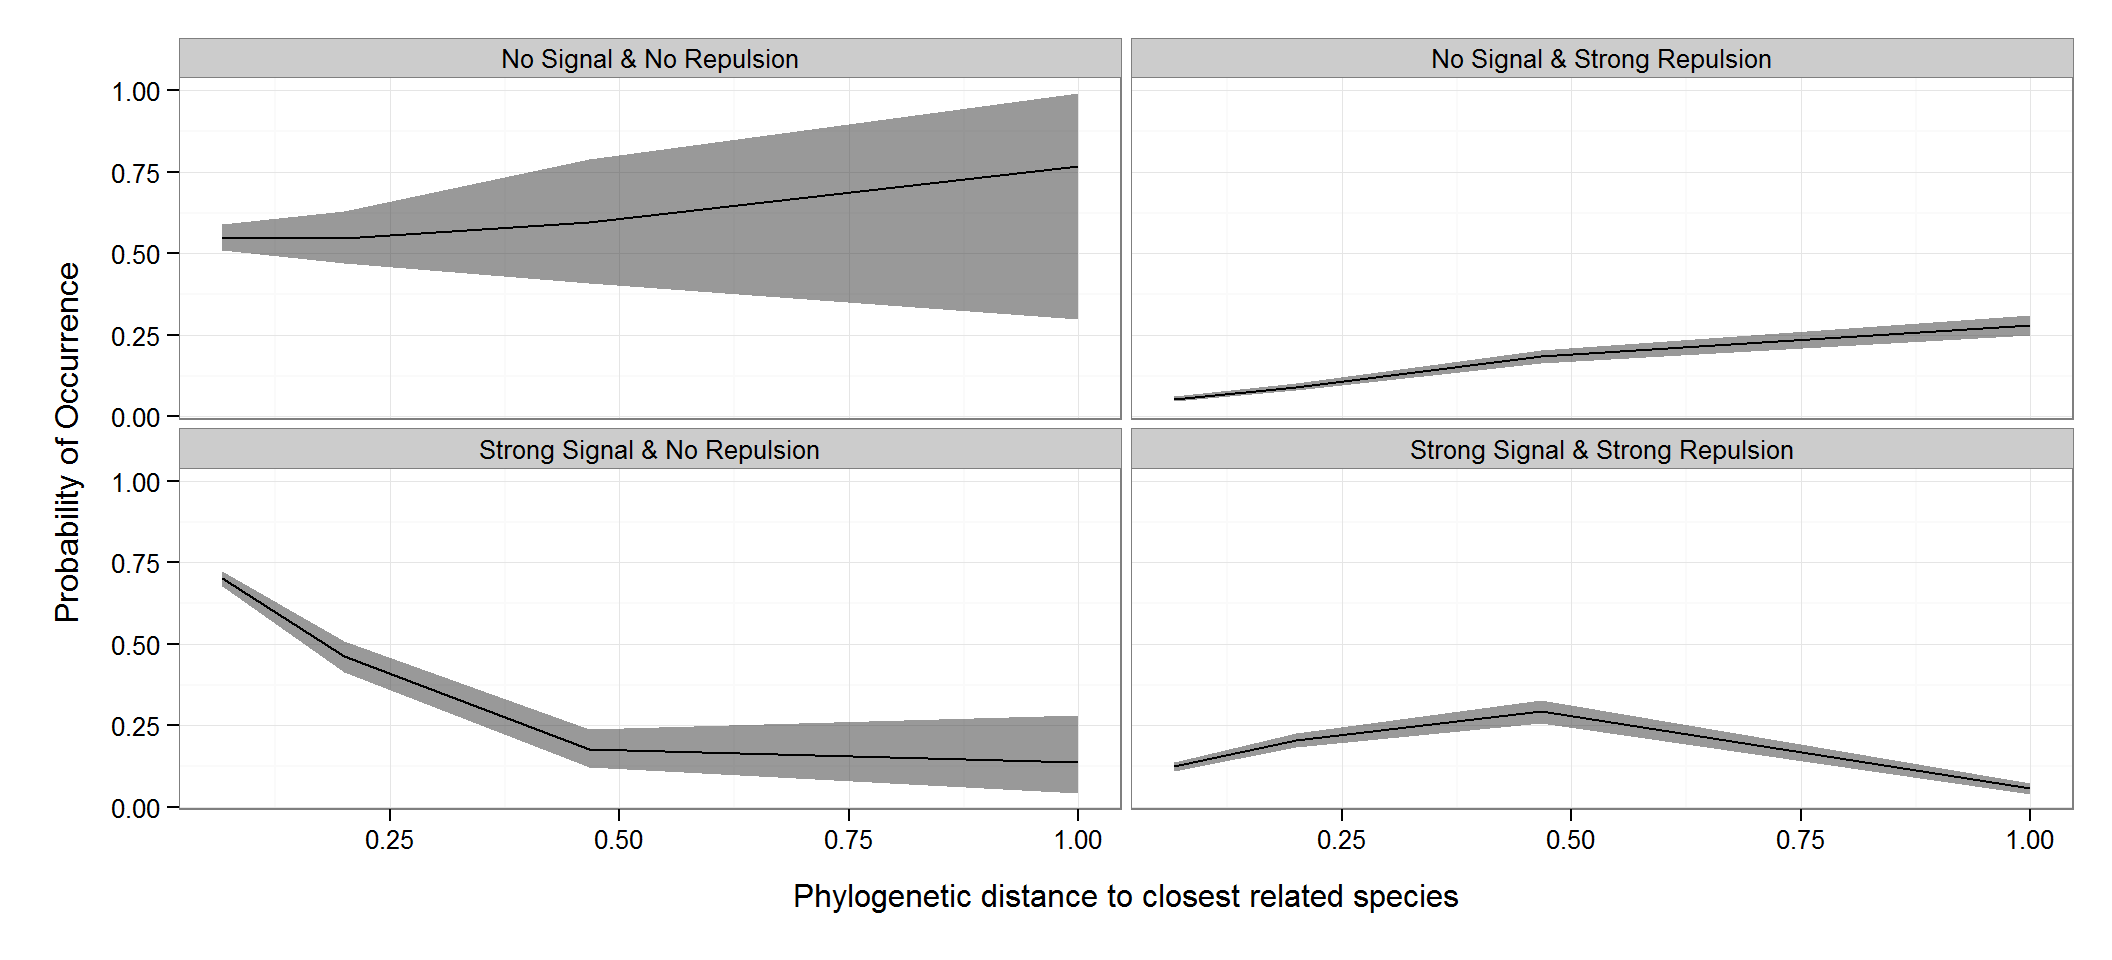 No Signal & No Repulsion
No Signal & Strong Repulsion
1.00
0.75
0.50
0.25
0.00
Strong Signal & No Repulsion
Strong Signal & Strong Repulsion
1.00
0.75
0.50
0.25
0.00
Probability of Occurrence
0.25 0.50 0.75 1.00 0.25 0.50 0.75 1.00
Phylogenetic distance to closest related species